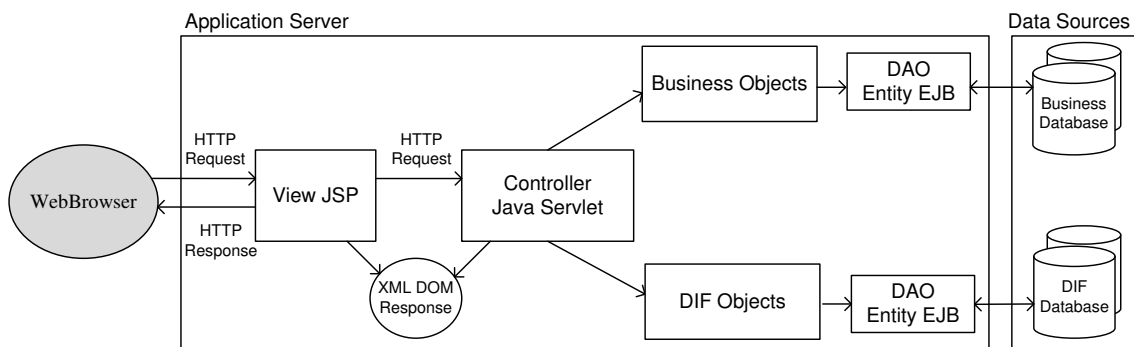 Application Server
Data Sources
Business Objects
DAO
Entity EJB
Business
Database
HTTP
Request
HTTP
Request
WebBrowser
View JSP
Controller
Java Servlet
HTTP
Response
XML DOM
Response
DIF Objects
DAO
Entity EJB
DIF
Database